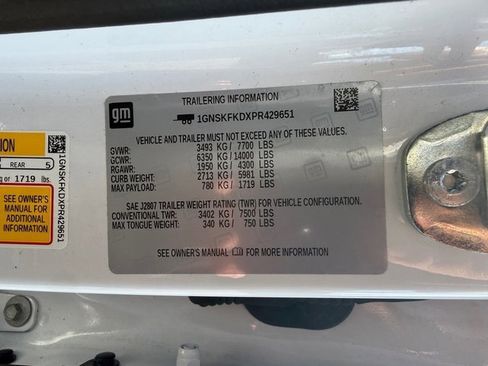 TRAILERING INFORMATION
gm
1GNSKFKDXPR429651
VEHICLE AND TRAILER MUST NOT EXCEED ANY OF THESE VALUES.
GVWR: 3493 KG / 7700 LBS
GCWR: 6350 KG / 14000 LBS
RGAWR: 1950 KG / 4300 LBS
CURB WEIGHT: 2713 KG / 5981 LBS
MAX PAYLOAD: 780 KG / 1719 LBS
SAE J2807 TRAILER WEIGHT RATING (TWR) FOR VEHICLE CONFIGURATION.
CONVENTIONAL TWR: 3402 KG / 7500 LBS
MAX TONGUE WEIGHT: 340 KG / 750 LBS
SEE OWNER'S MANUAL FOR MORE INFORMATION
REAR 5
or 1719 lbs.
SEE OWNER'S
MANUAL FOR
ADDITIONAL
INFORMATION
1GNSKFKDXPR429651